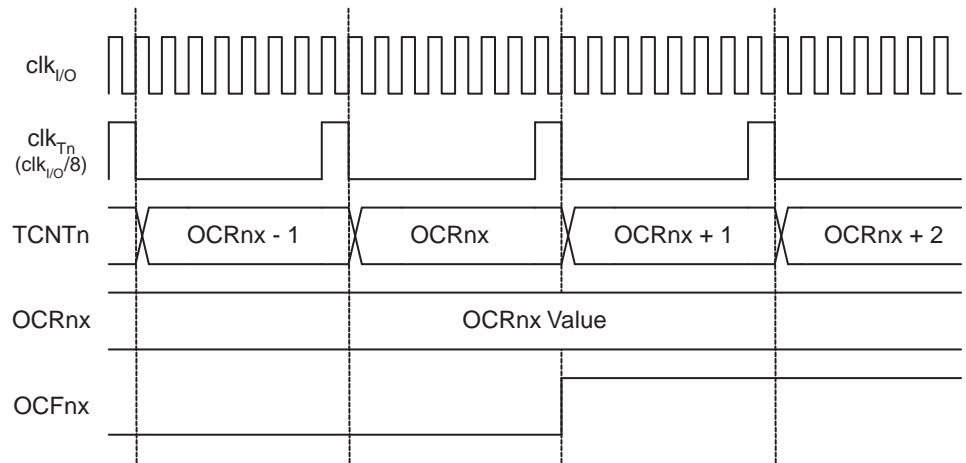 clkI/O
clkTn
(clkI/O/8)
TCNTn
OCRnx - 1
OCRnx
OCRnx + 1
OCRnx + 2
OCRnx
OCRnx Value
OCFnx